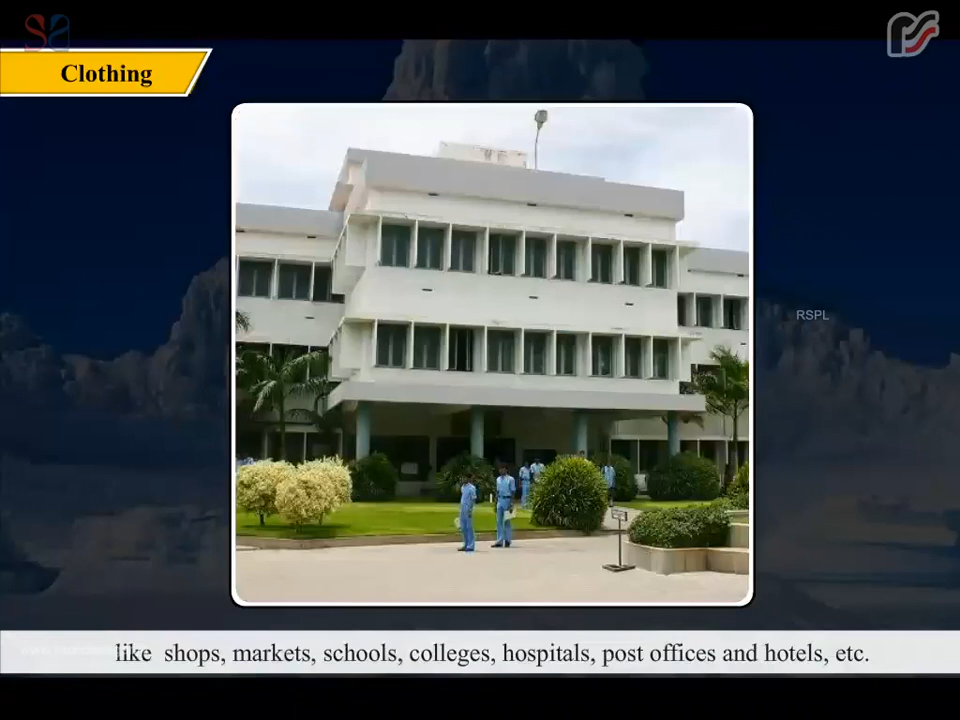 Clothing
RSPL
like shops, markets, schools, colleges, hospitals, post offices and hotels, etc.